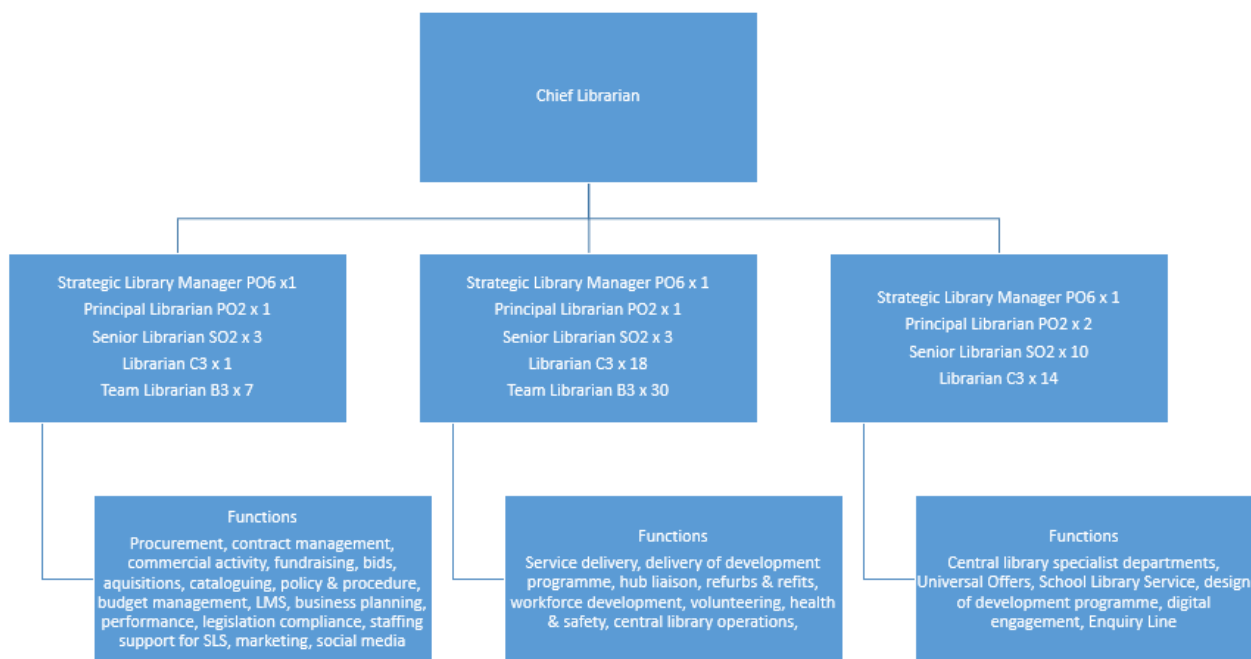 Chief Librarian
Strategic Library Manager PO6 x1
Principal Librarian PO2 x 1
Senior Librarian SO2 x 3
Librarian C3 x 1
Team Librarian B3 x 7
Strategic Library Manager PO6 x 1
Principal Librarian PO2 x 1
Senior Librarian SO2 x 3
Librarian C3 x 18
Team Librarian B3 x 30
Strategic Library Manager PO6 x 1
Principal Librarian PO2 x 2
Senior Librarian SO2 x 10
Librarian C3 x 14
Functions
Procurement, contract management,
commercial activity, fundraising, bids,
aquisitions, cataloguing, policy & procedure,
budget management, LMS, business planning,
performance, legislation compliance, staffing
support for SLS, marketing, social media
Functions
Service delivery, delivery of development
programme, hub liaison, refurbs & refits,
workforce development, volunteering, health
& safety, central library operations,
Functions
Central library specialist departments,
Universal Offers, School Library Service, design
of development programme, digital
engagement, Enquiry Line